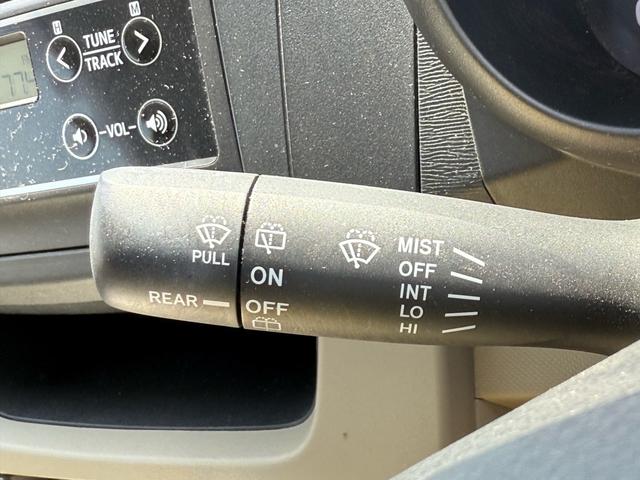 H
M
TUNE
TRACK
VOL
PULL
REAR
ON
OFF
MIST
OFF
INT
LO
HI